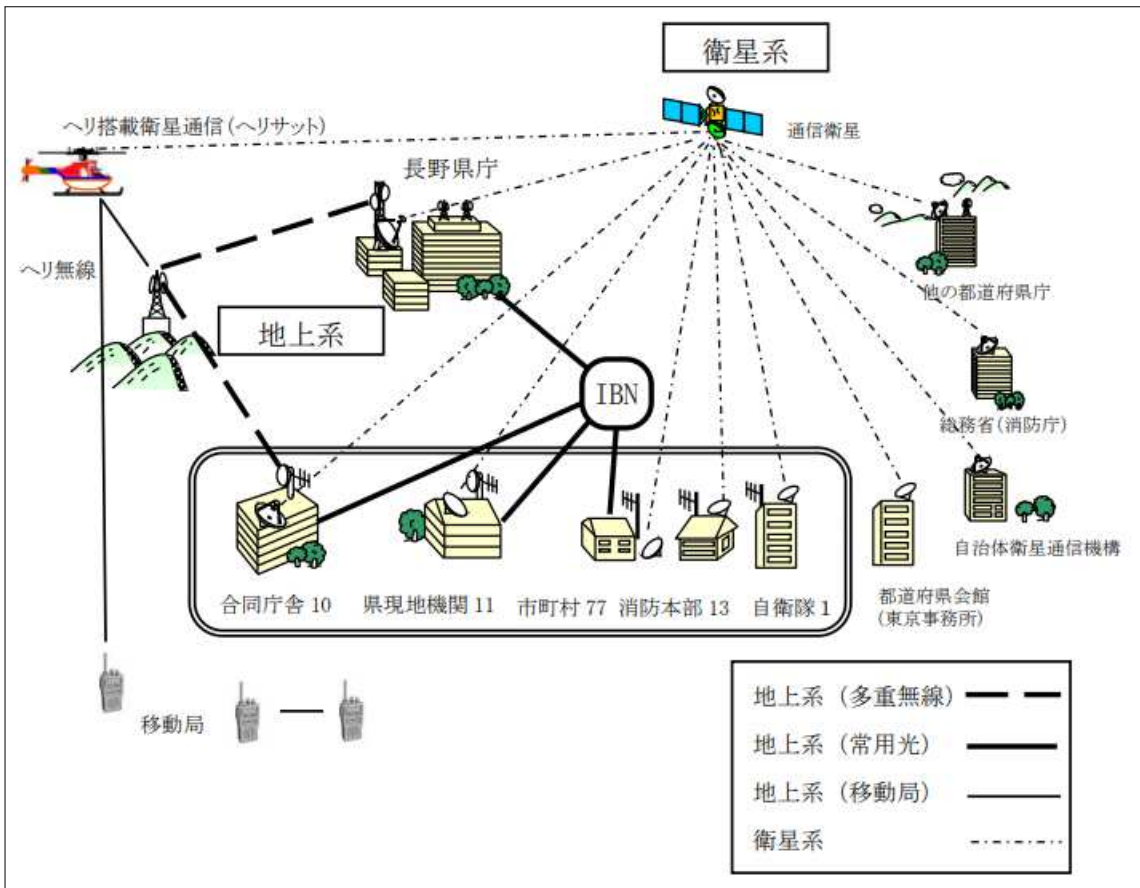 衛星系
ヘリ搭載衛星通信(ヘリサット)
通信衛星
長野県庁
ヘリ無線
他の都道府県庁
地上系
IBN
総務省(消防庁)
自治体衛星通信機構
合同庁舎 10
県現地機関 11
市町村 77
消防本部 13
自衛隊 1
都道府県会館
(東京事務所)
移動局
地上系 (多重無線)
地上系 (常用光)
地上系 (移動局)
衛星系